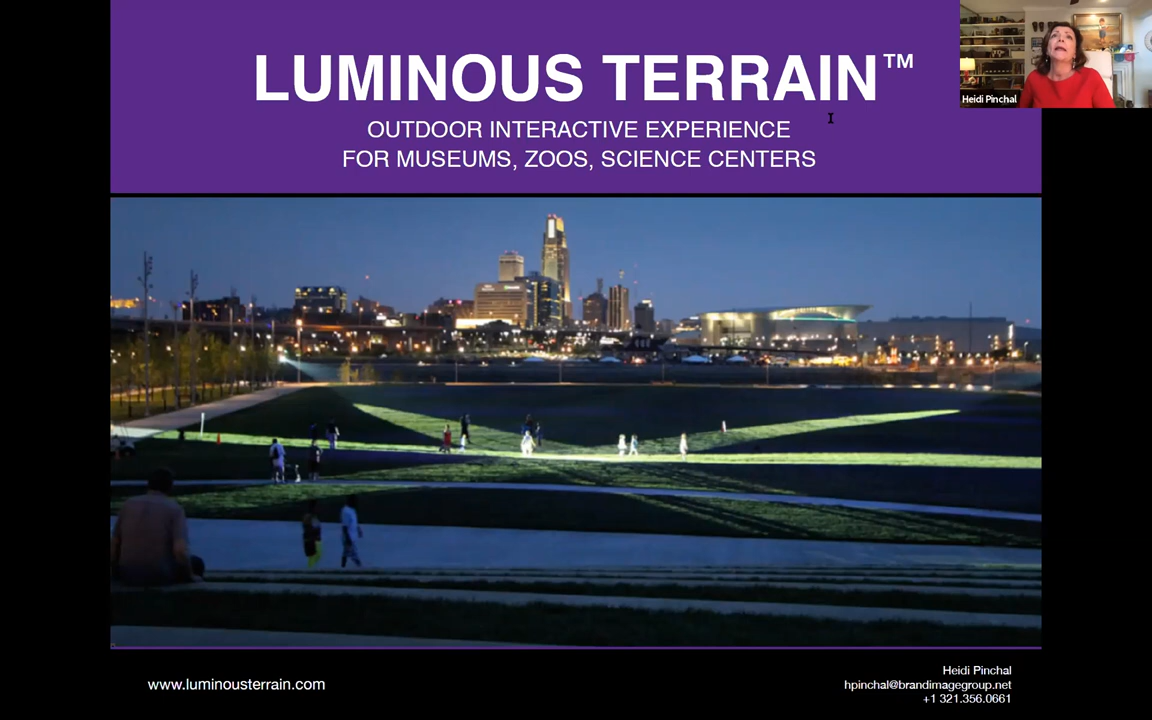 LUMINOUS TERRAIN™
OUTDOOR INTERACTIVE EXPERIENCE
FOR MUSEUMS, ZOOS, SCIENCE CENTERS
Heidi Pinchal
www.luminousterrain.com
Heidi Pinchal
hpinchal@brandimagegroup.net
+1 321.356.0661